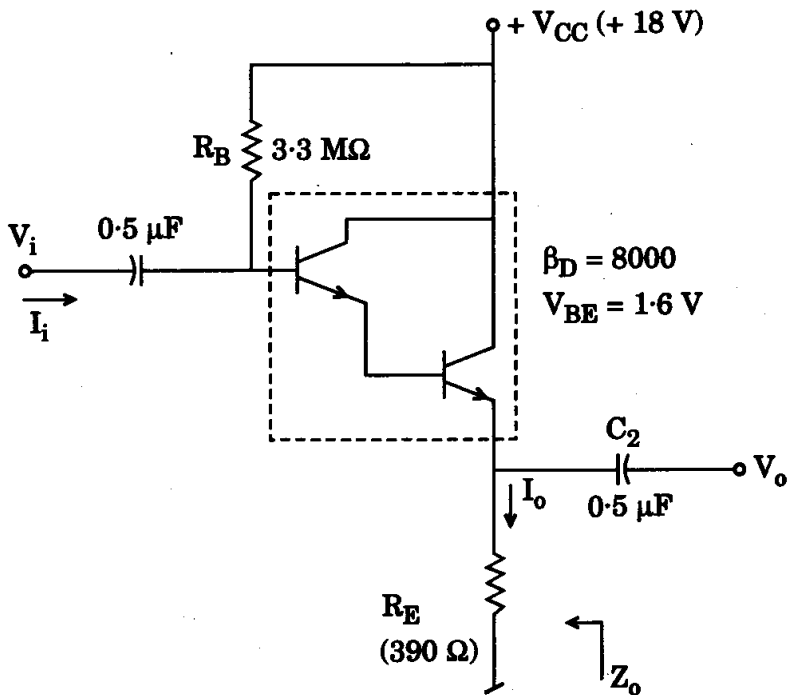 + V_CC (+ 18 V)
R_B 3·3 MΩ
0·5 μF
V_i
I_i
β_D = 8000
V_BE = 1·6 V
C_2
V_o
I_o
0·5 μF
R_E
(390 Ω)
Z_o